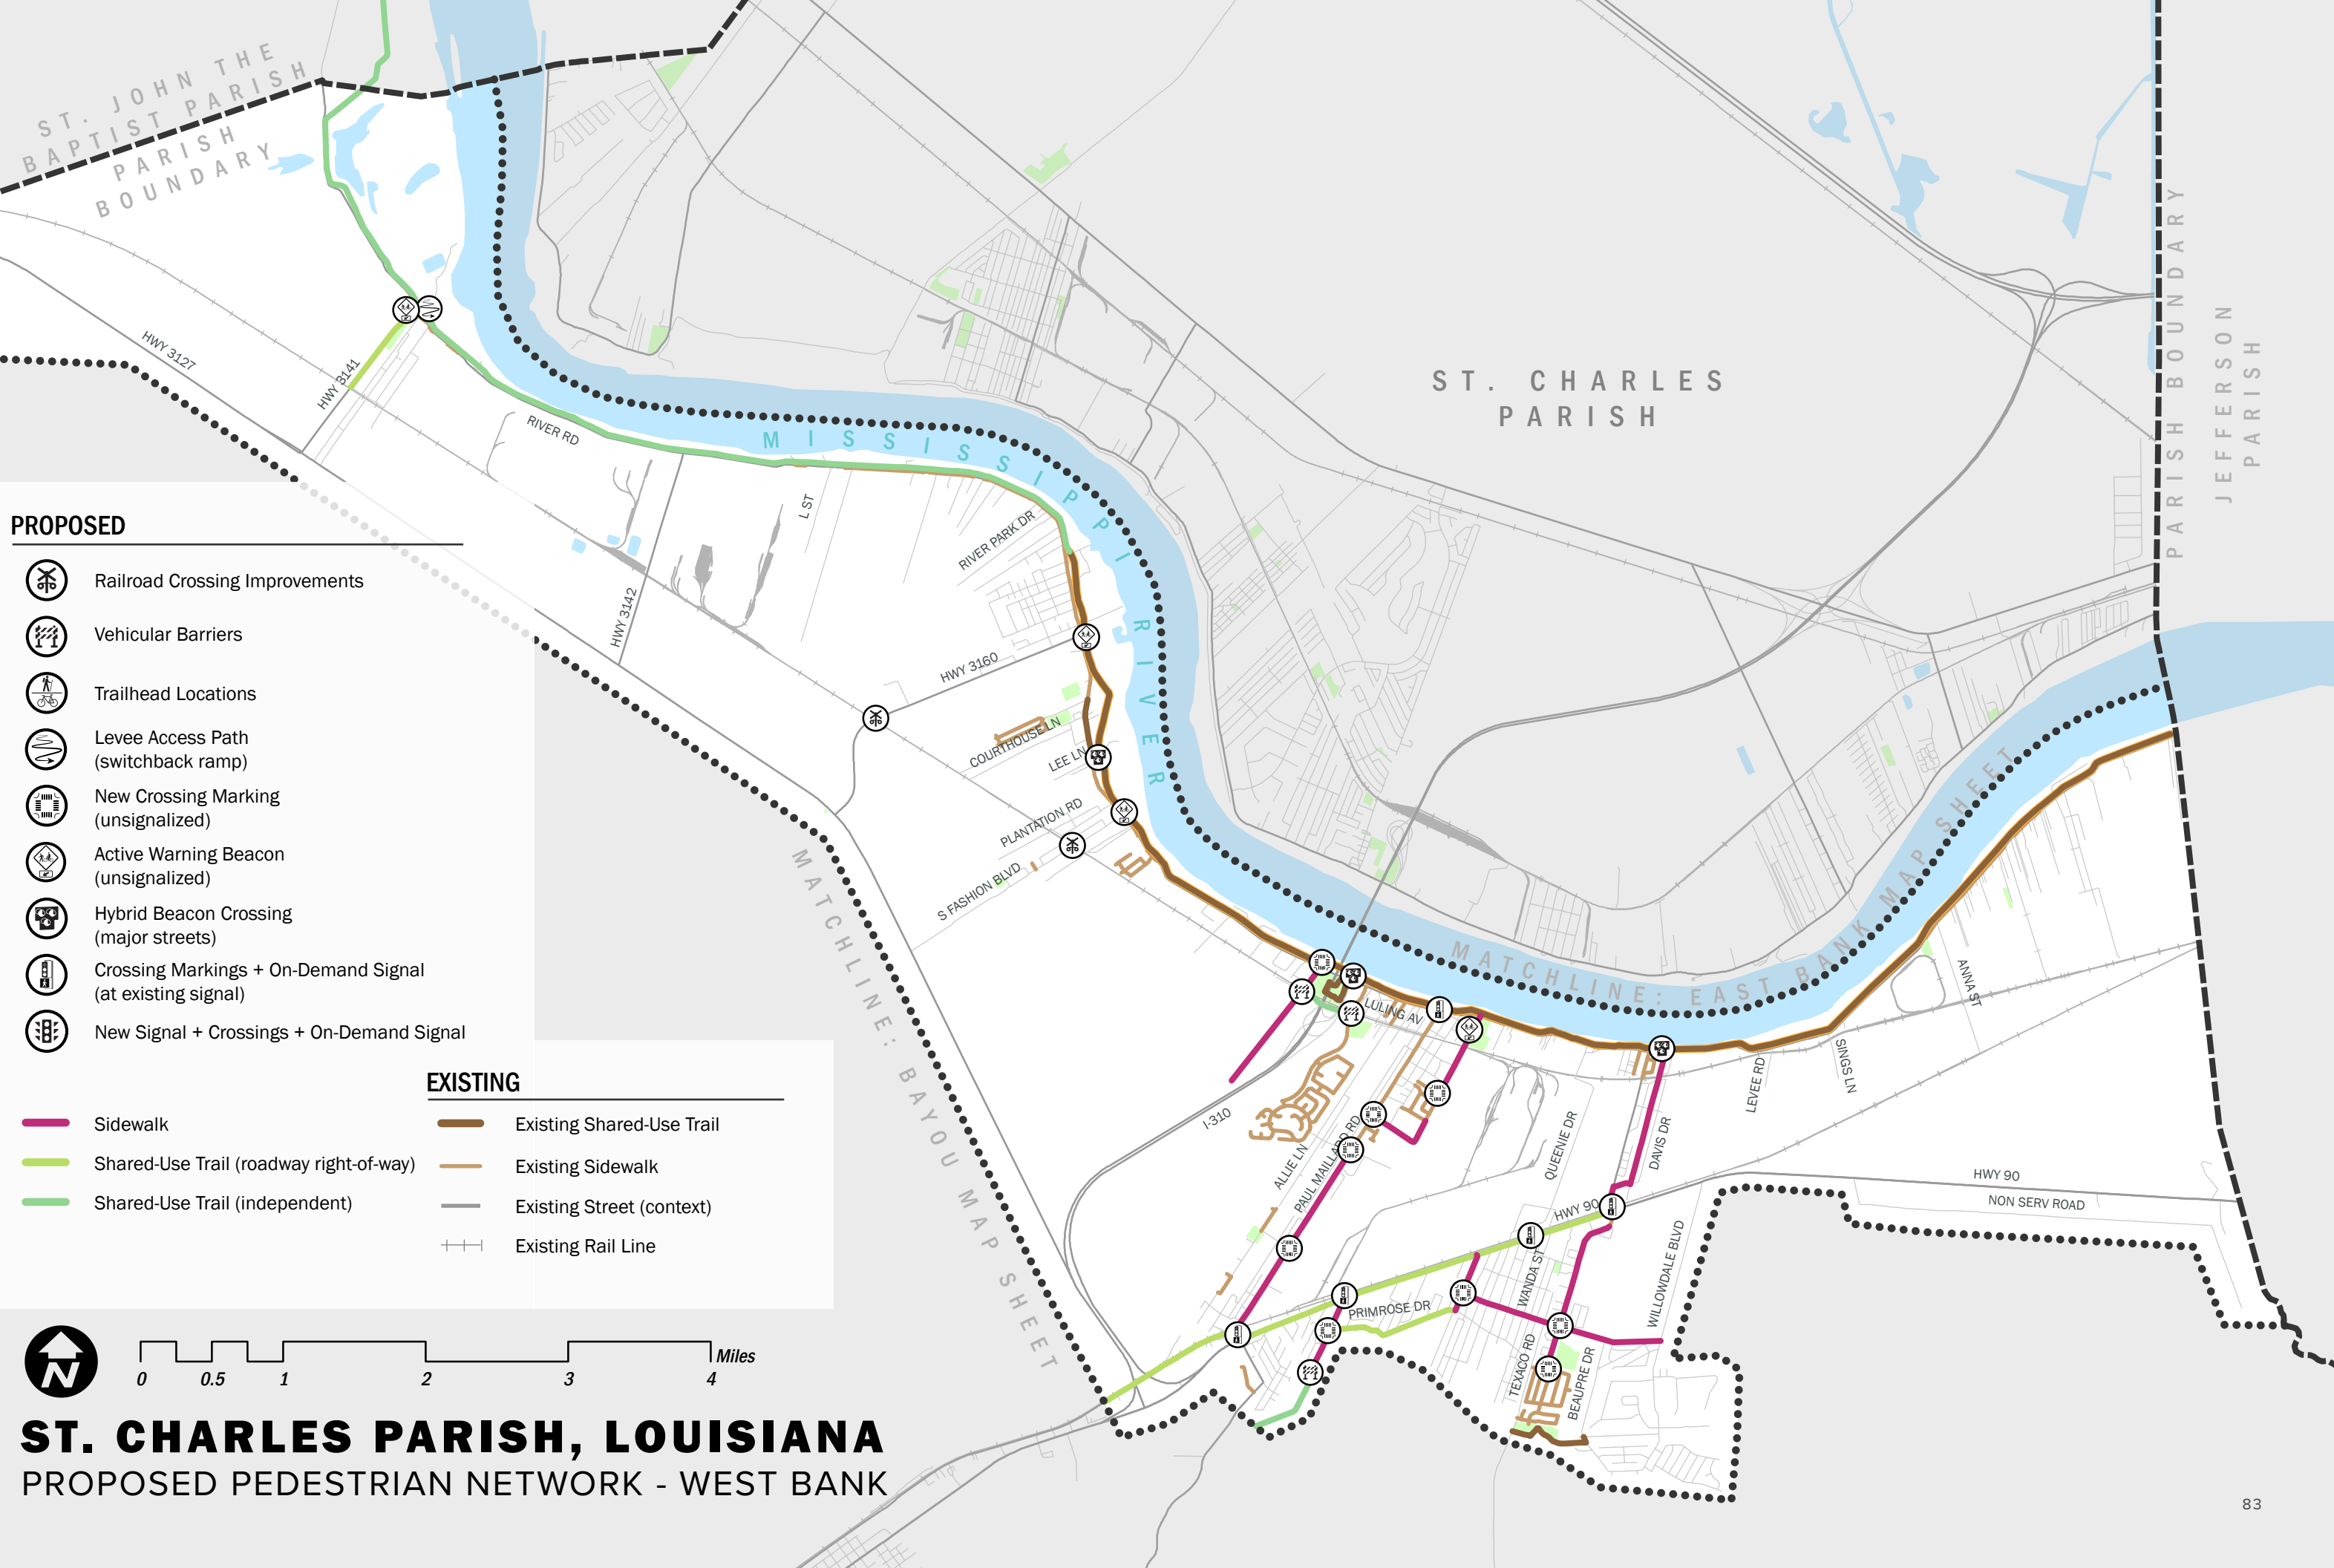 ST. JOHN THE
BAPTIST PARISH
PARISH
BOUNDARY
ST. CHARLES
PARISH
PARISH BOUNDARY
JEFFERSON
PARISH
HWY 3127
HWY 3141
RIVER RD
MISSISSIPPI RIVER
L ST
RIVER PARK DR
HWY 3142
HWY 3160
COURTHOUSE LN
LEE LN
PLANTATION RD
S FASHION BLVD
MATCHLINE: BAYOU MAP SHEET
MATCHLINE: EAST BANK MAP SHEET
LULING AV
I-310
ALLIE LN
PAUL MAILLARD RD
QUEENIE DR
DAVIS DR
LEVEE RD
SINGS LN
ANNA ST
HWY 90
HWY 90
NON SERV ROAD
WILLOWDALE BLVD
WANDA ST
PRIMROSE DR
TEXACO RD
BEAUPRE DR
PROPOSED
Railroad Crossing Improvements
Vehicular Barriers
Trailhead Locations
Levee Access Path
(switchback ramp)
New Crossing Marking
(unsignalized)
Active Warning Beacon
(unsignalized)
Hybrid Beacon Crossing
(major streets)
Crossing Markings + On-Demand Signal
(at existing signal)
New Signal + Crossings + On-Demand Signal
Sidewalk
Shared-Use Trail (roadway right-of-way)
Shared-Use Trail (independent)
EXISTING
Existing Shared-Use Trail
Existing Sidewalk
Existing Street (context)
Existing Rail Line
N
0 0.5 1 2 3 4 Miles
ST. CHARLES PARISH, LOUISIANA
PROPOSED PEDESTRIAN NETWORK - WEST BANK
83